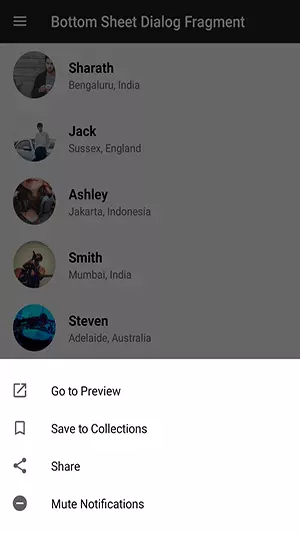 Bottom Sheet Dialog Fragment
Sharath
Bengaluru, India
Jack
Sussex, England
Ashley
Jakarta, Indonesia
Smith
Mumbai, India
Steven
Adelaide, Australia
Go to Preview
Save to Collections
Share
Mute Notifications